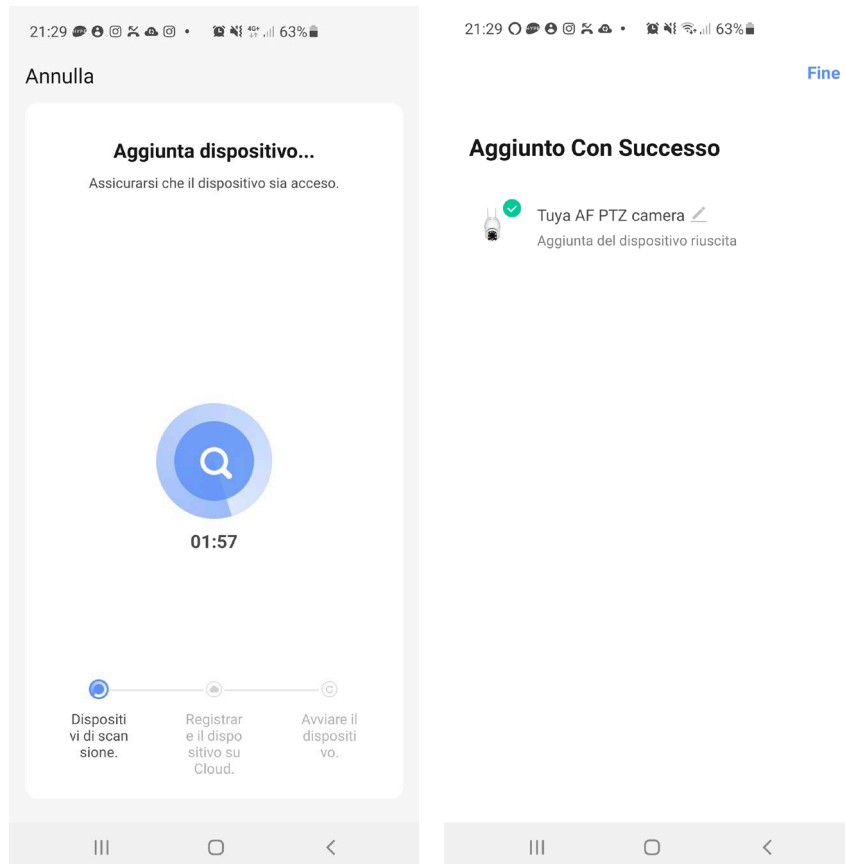 21:29 4G+ 63%
Annulla
Aggiunta dispositivo...
Assicurarsi che il dispositivo sia acceso.
01:57
Dispositi
vi di scan
sione.
Registrar
e il dispo
sitivo su
Cloud.
Avviare il
dispositi
vo.
21:29 63%
Fine
Aggiunto Con Successo
Tuya AF PTZ camera
Aggiunta del dispositivo riuscita